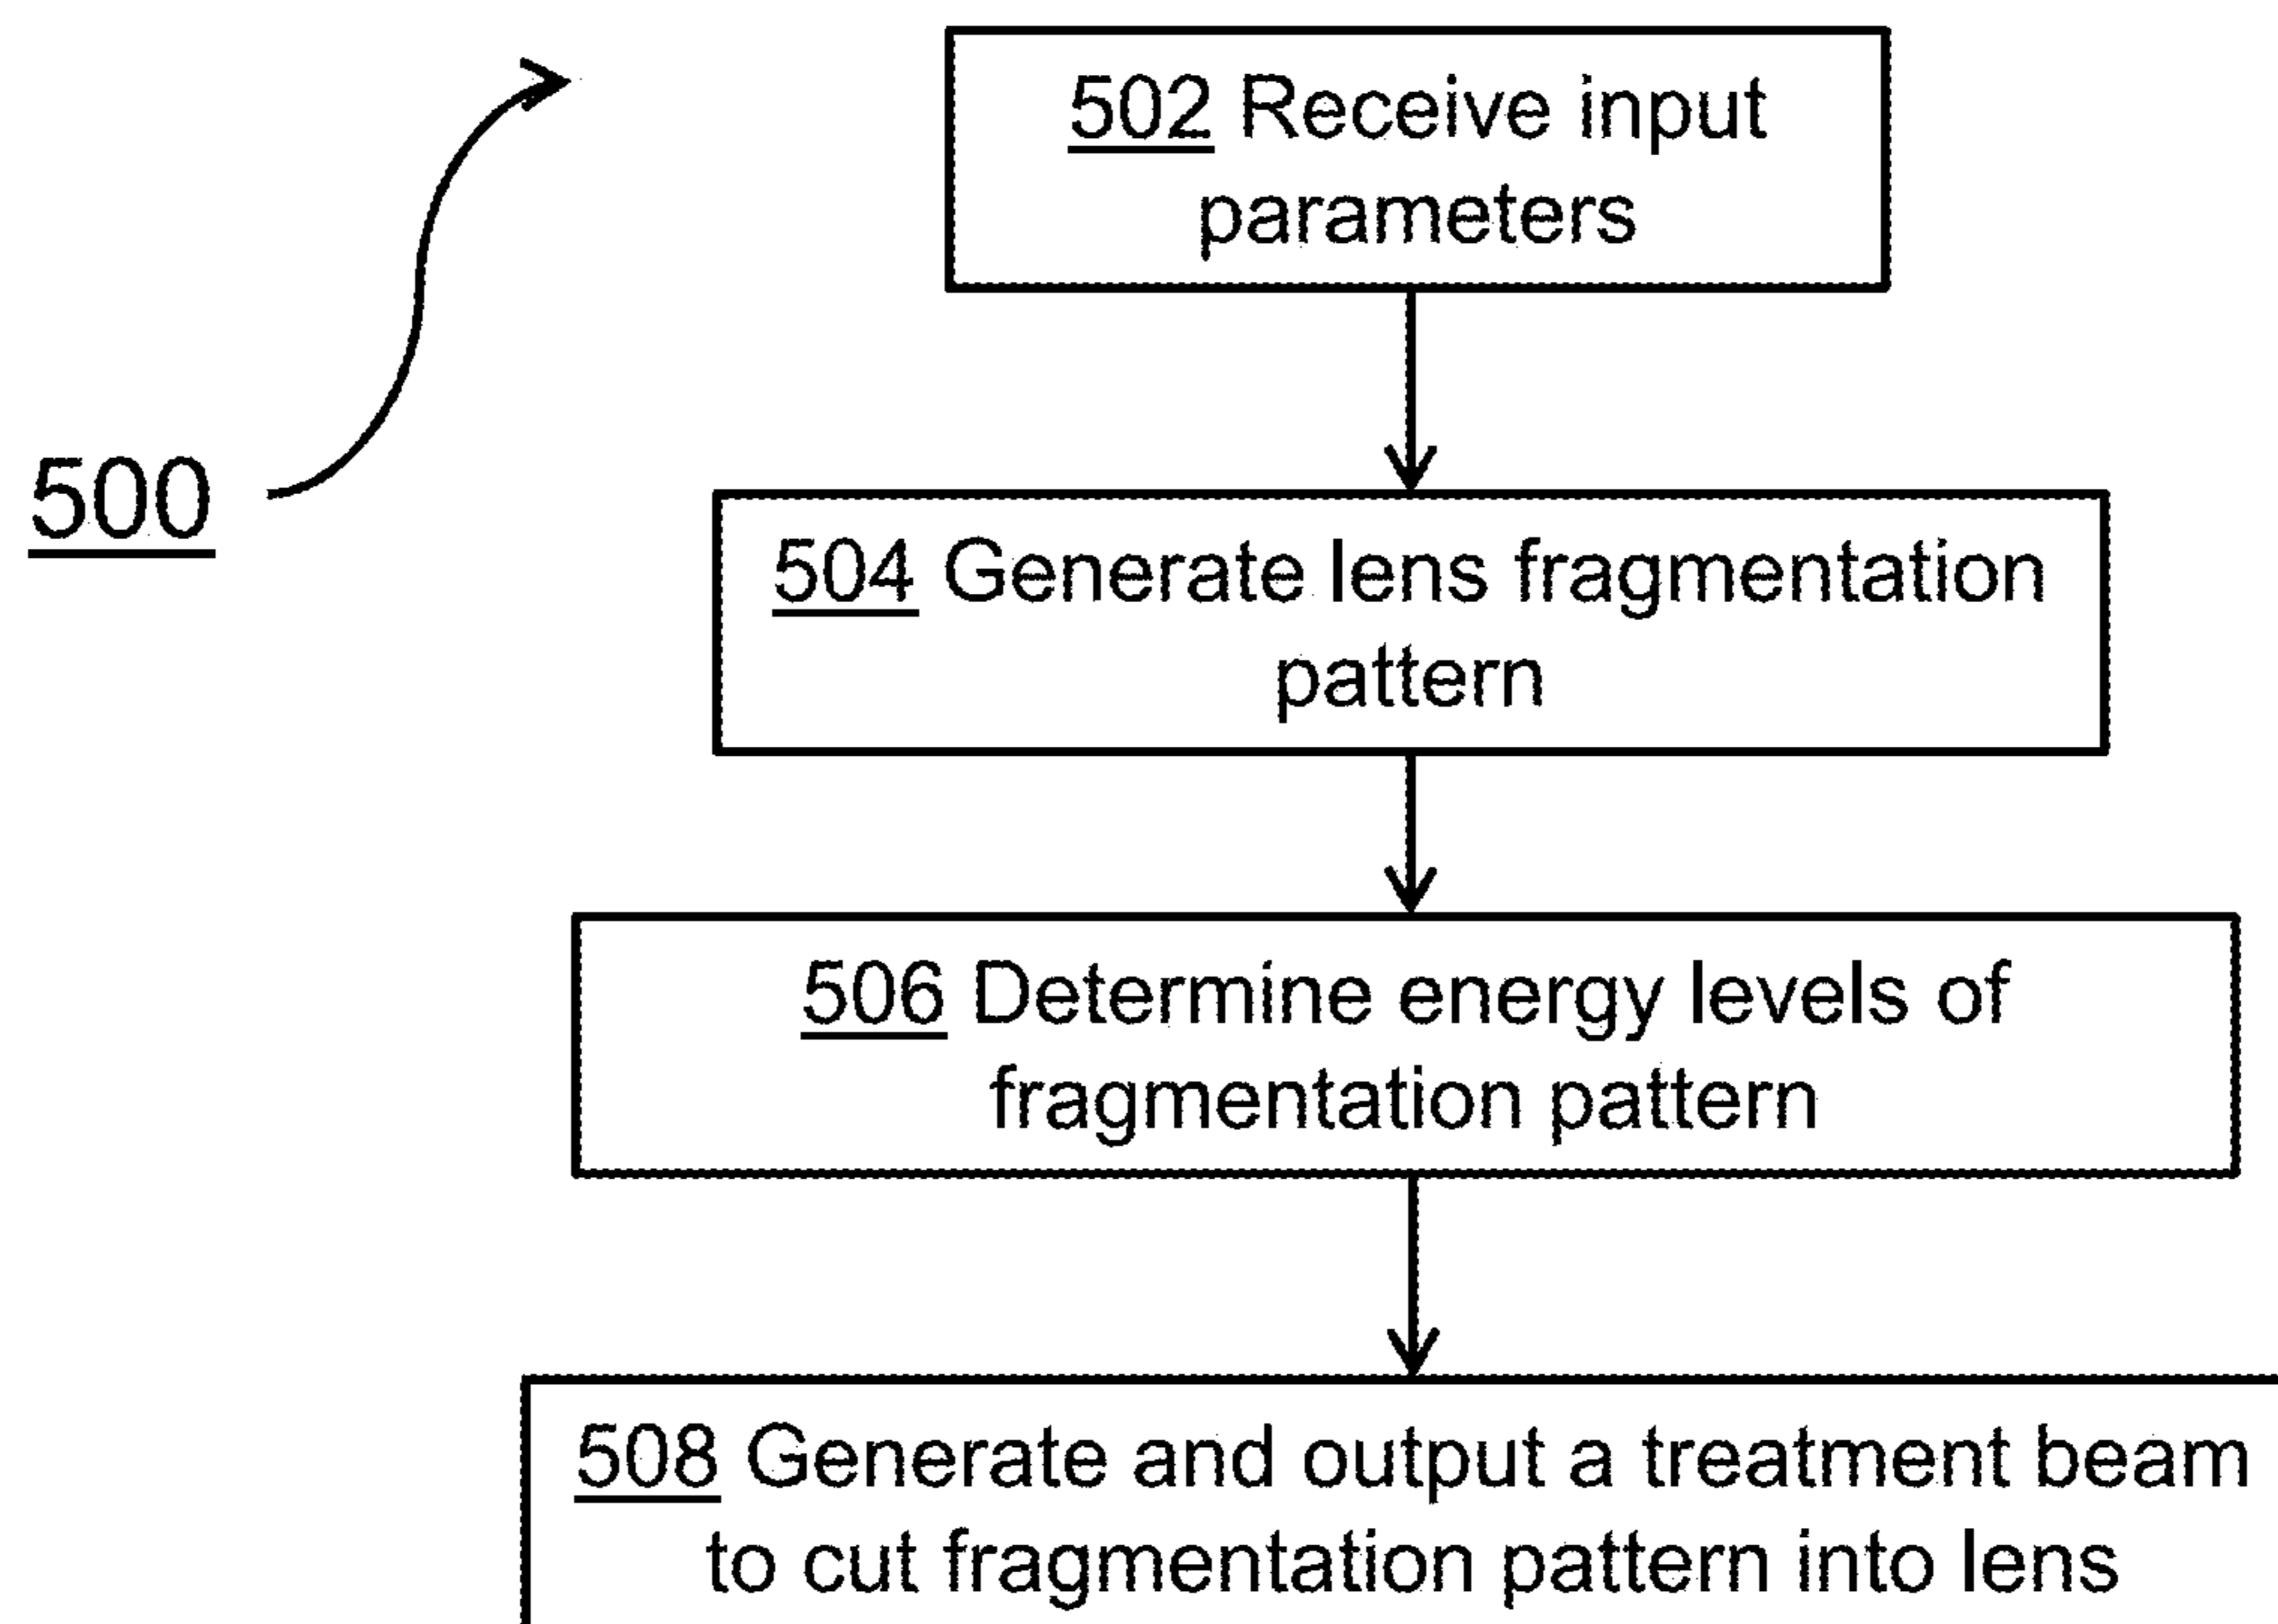 502 Receive input
parameters
500
504 Generate lens fragmentation
pattern
506 Determine energy levels of
fragmentation pattern
508 Generate and output a treatment beam
to cut fragmentation pattern into lens